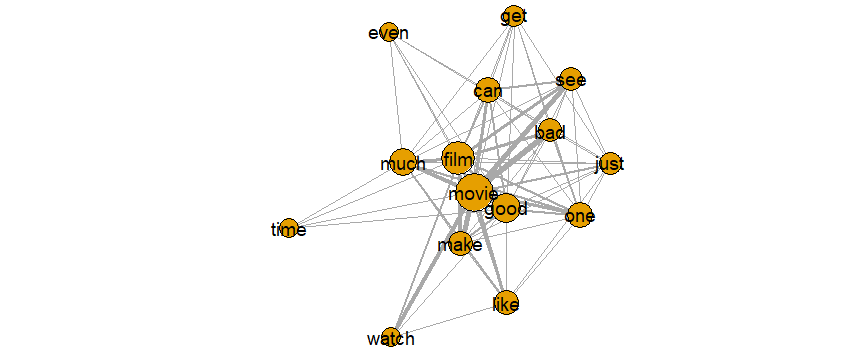 get
even
see
can
bad
film
much
just
movie
good
one
time
make
like
watch